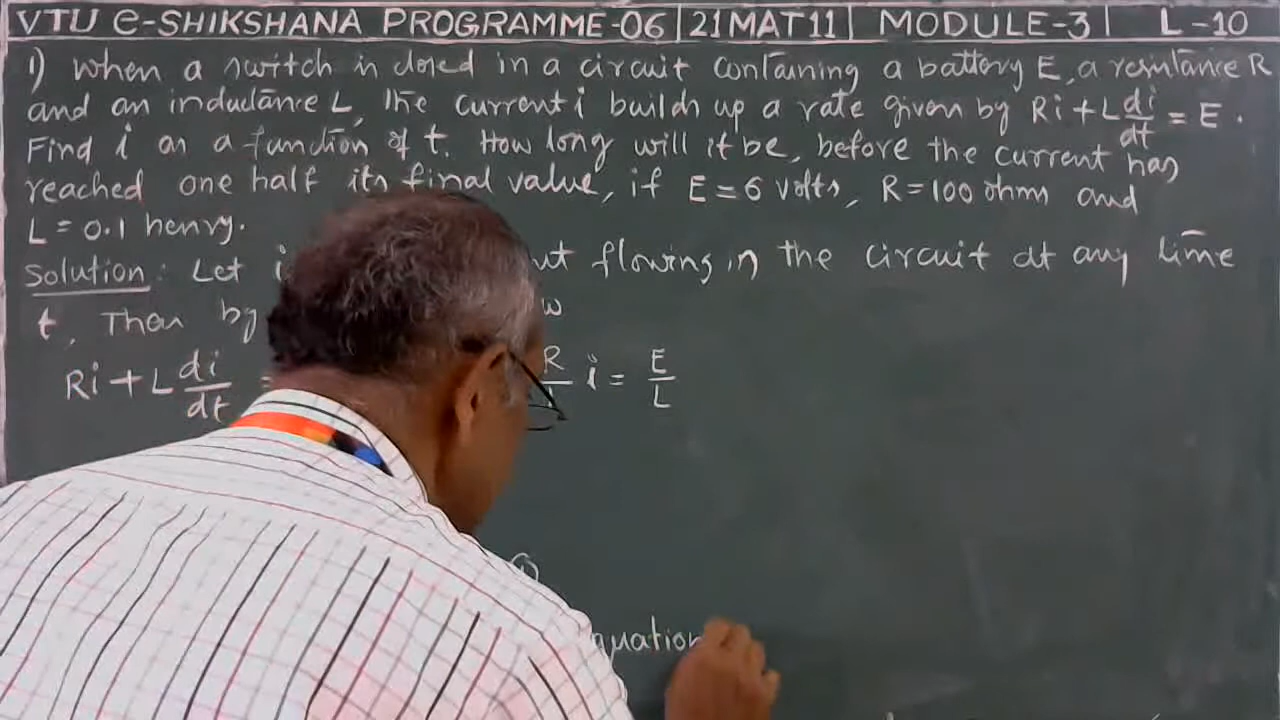 VTU e-SHIKSHANA PROGRAMME-06 | 21MAT11 | MODULE-3 | L-10
1) When a switch is closed in a circuit containing a battery E, a resistance R
and an inductance L, the current i builds up a rate given by Ri + L di/dt = E.
Find i as a function of t. How long will it be, before the current has
reached one half its final value, if E = 6 volts, R = 100 ohms and
L = 0.1 henry.
Solution: Let i flowing in the circuit at any time
t, Then by
Ri + L di/dt = R i = E/L
equation